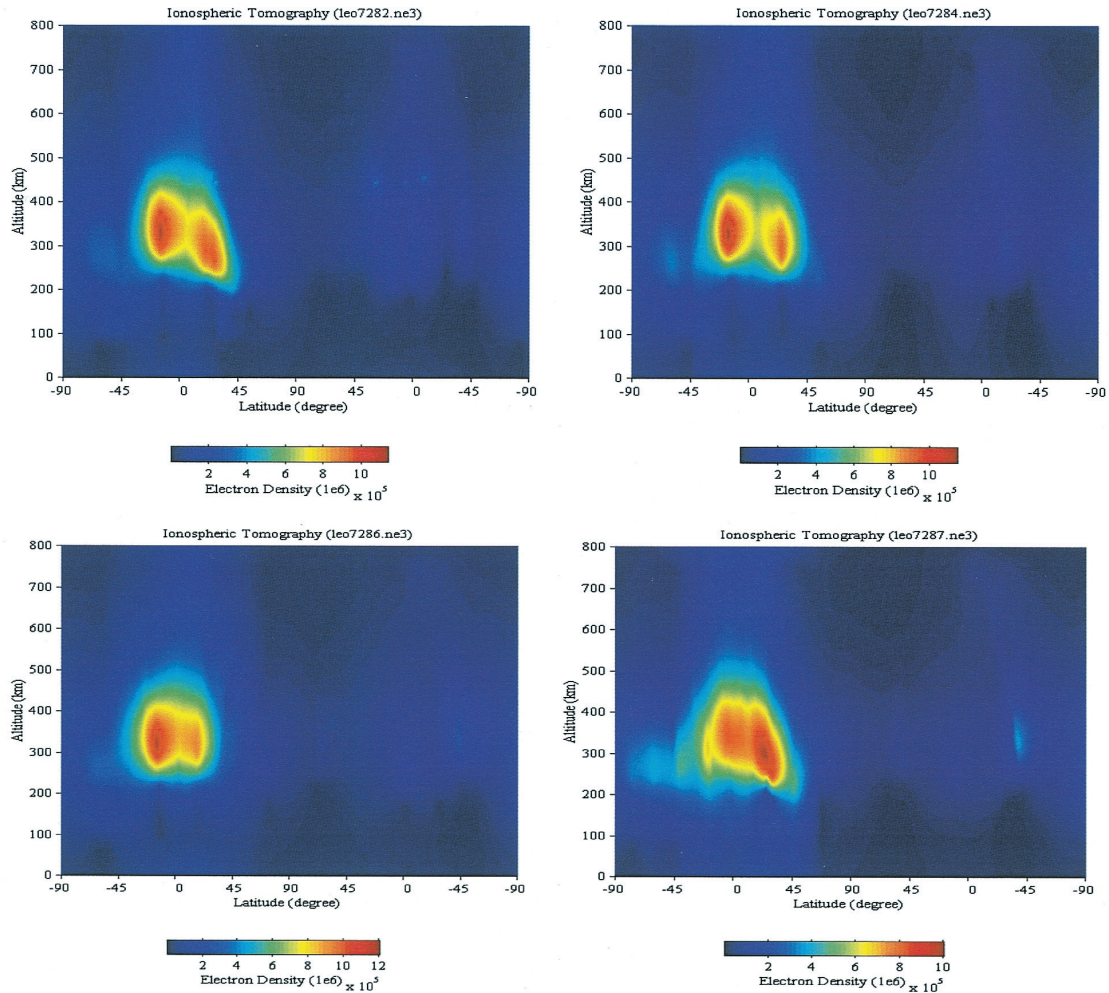 Ionospheric Tomography (leo7282.ne3)
800
700
600
500
400
300
200
100
0
Altitude (km)
-90 -45 0 45 90 45 0 -45 -90
Latitude (degree)
2 4 6 8 10
Electron Density (1e6) x 10^5
Ionospheric Tomography (leo7284.ne3)
800
700
600
500
400
300
200
100
0
Altitude (km)
-90 -45 0 45 90 45 0 -45 -90
Latitude (degree)
2 4 6 8 10
Electron Density (1e6) x 10^5
Ionospheric Tomography (leo7286.ne3)
800
700
600
500
400
300
200
100
0
Altitude (km)
-90 -45 0 45 90 45 0 -45 -90
Latitude (degree)
2 4 6 8 10 12
Electron Density (1e6) x 10^5
Ionospheric Tomography (leo7287.ne3)
800
700
600
500
400
300
200
100
0
Altitude (km)
-90 -45 0 45 90 45 0 -45 -90
Latitude (degree)
2 4 6 8 10
Electron Density (1e6) x 10^5